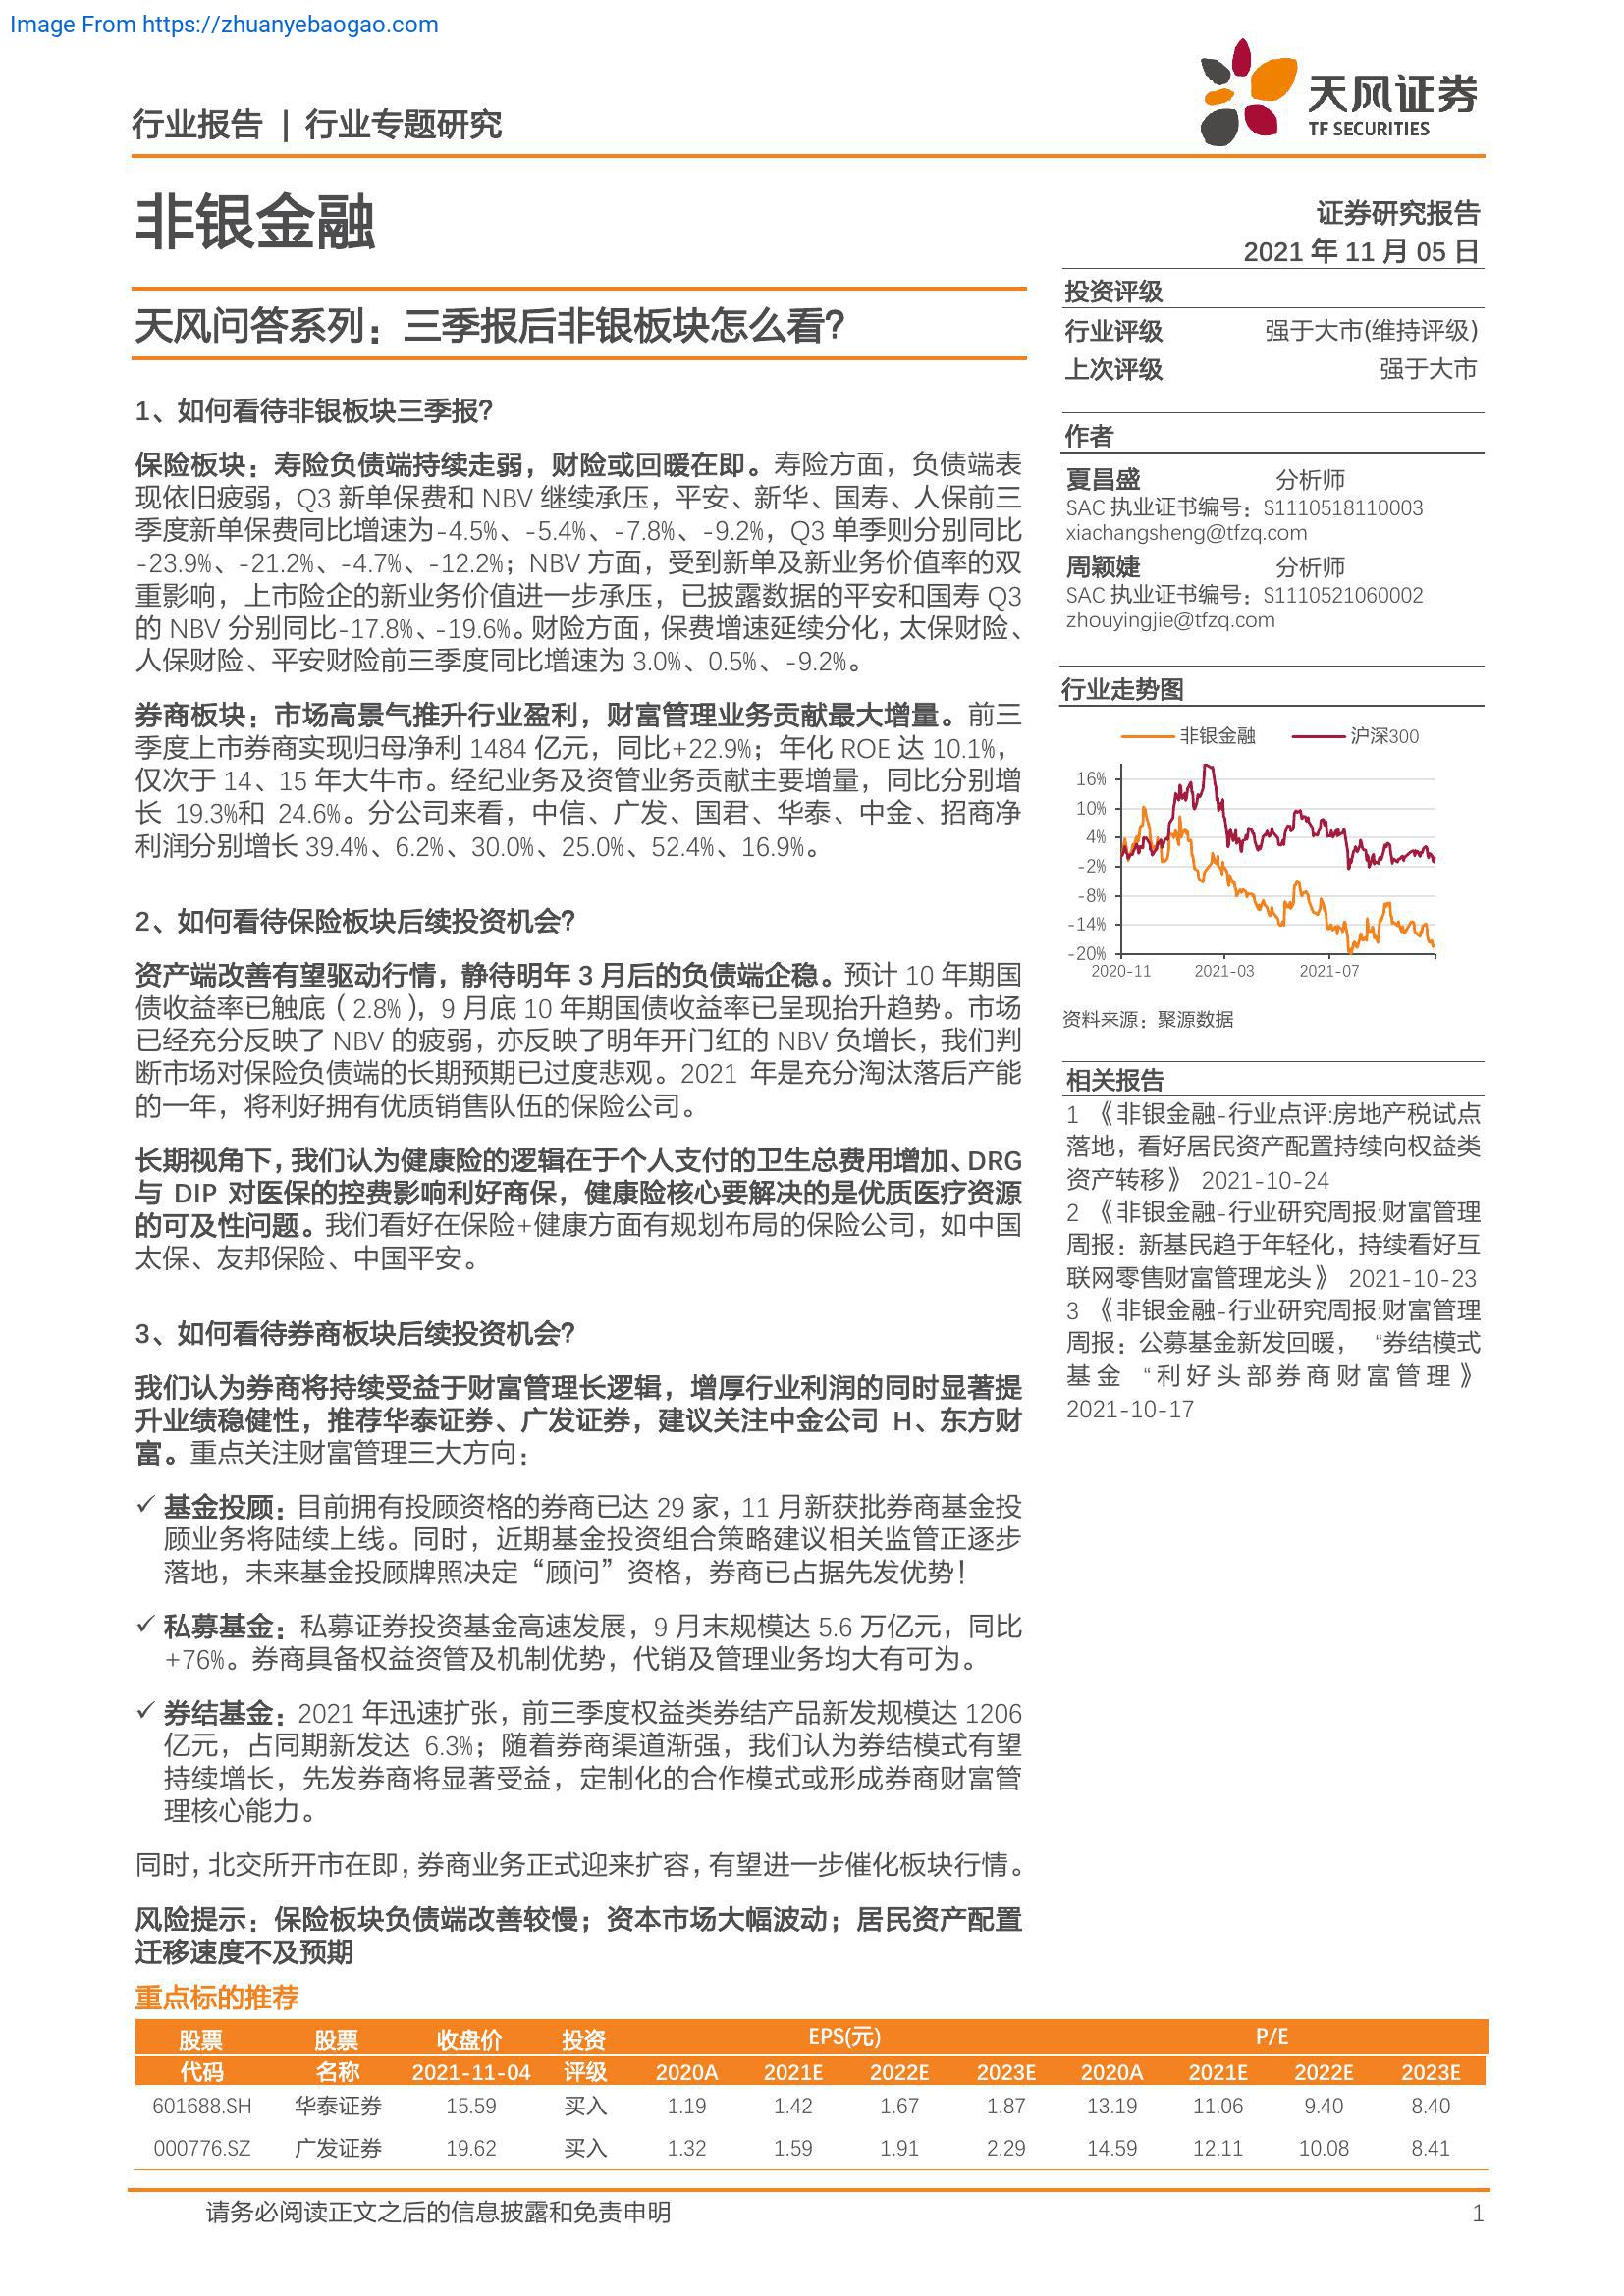 Image From https://zhuanyebaogao.com
天风证券
TF SECURITIES
行业报告 | 行业专题研究
非银金融
证券研究报告
2021 年 11 月 05 日
天风问答系列：三季报后非银板块怎么看？
1、如何看待非银板块三季报？
保险板块：寿险负债端持续走弱，财险或回暖在即。寿险方面，负债端表
现依旧疲弱，Q3 新单保费和 NBV 继续承压，平安、新华、国寿、人保前三
季度新单保费同比增速为-4.5%、-5.4%、-7.8%、-9.2%，Q3 单季则分别同比
-23.9%、-21.2%、-4.7%、-12.2%；NBV 方面，受到新单及新业务价值率的双
重影响，上市险企的新业务价值进一步承压，已披露数据的平安和国寿 Q3
的 NBV 分别同比-17.8%、-19.6%。财险方面，保费增速延续分化，太保财险、
人保财险、平安财险前三季度同比增速为 3.0%、0.5%、-9.2%。
券商板块：市场高景气推升行业盈利，财富管理业务贡献最大增量。前三
季度上市券商实现归母净利 1484 亿元，同比+22.9%；年化 ROE 达 10.1%，
仅次于 14、15 年大牛市。经纪业务及资管业务贡献主要增量，同比分别增
长 19.3%和 24.6%。分公司来看，中信、广发、国君、华泰、中金、招商净
利润分别增长 39.4%、6.2%、30.0%、25.0%、52.4%、16.9%。
2、如何看待保险板块后续投资机会？
资产端改善有望驱动行情，静待明年 3 月后的负债端企稳。预计 10 年期国
债收益率已触底（2.8%），9 月底 10 年期国债收益率已呈现抬升趋势。市场
已经充分反映了 NBV 的疲弱，亦反映了明年开门红的 NBV 负增长，我们判
断市场对保险负债端的长期预期已过度悲观。2021 年是充分淘汰落后产能
的一年，将利好拥有优质销售队伍的保险公司。
长期视角下，我们认为健康险的逻辑在于个人支付的卫生总费用增加、DRG
与 DIP 对医保的控费影响利好商保，健康险核心要解决的是优质医疗资源
的可及性问题。我们看好在保险+健康方面有规划布局的保险公司，如中国
太保、友邦保险、中国平安。
3、如何看待券商板块后续投资机会？
我们认为券商将持续受益于财富管理长逻辑，增厚行业利润的同时显著提
升业绩稳健性，推荐华泰证券、广发证券，建议关注中金公司 H、东方财
富。重点关注财富管理三大方向：
✓ 基金投顾：目前拥有投顾资格的券商已达 29 家，11 月新获批券商基金投
顾业务将陆续上线。同时，近期基金投资组合策略建议相关监管正逐步
落地，未来基金投顾牌照决定“顾问”资格，券商已占据先发优势！
✓ 私募基金：私募证券投资基金高速发展，9 月末规模达 5.6 万亿元，同比
+76%。券商具备权益资管及机制优势，代销及管理业务均大有可为。
✓ 券结基金：2021 年迅速扩张，前三季度权益类券结产品新发规模达 1206
亿元，占同期新发达 6.3%；随着券商渠道渐强，我们认为券结模式有望
持续增长，先发券商将显著受益，定制化的合作模式或形成券商财富管
理核心能力。
同时，北交所开市在即，券商业务正式迎来扩容，有望进一步催化板块行情。
风险提示：保险板块负债端改善较慢；资本市场大幅波动；居民资产配置
迁移速度不及预期
投资评级
行业评级 强于大市(维持评级)
上次评级 强于大市
作者
夏昌盛 分析师
SAC 执业证书编号：S1110518110003
xiachangsheng@tfzq.com
周颖婕 分析师
SAC 执业证书编号：S1110521060002
zhouyingjie@tfzq.com
行业走势图
非银金融 沪深300
16%
10%
4%
-2%
-8%
-14%
-20%
2020-11 2021-03 2021-07
资料来源：聚源数据
相关报告
1 《非银金融-行业点评:房地产税试点
落地，看好居民资产配置持续向权益类
资产转移》 2021-10-24
2 《非银金融-行业研究周报:财富管理
周报：新基民趋于年轻化，持续看好互
联网零售财富管理龙头》 2021-10-23
3 《非银金融-行业研究周报:财富管理
周报：公募基金新发回暖， “券结模式
基金 “利好头部券商财富管理》
2021-10-17
重点标的推荐
股票 股票 收盘价 投资 EPS(元) P/E
代码 名称 2021-11-04 评级 2020A 2021E 2022E 2023E 2020A 2021E 2022E 2023E
601688.SH 华泰证券 15.59 买入 1.19 1.42 1.67 1.87 13.19 11.06 9.40 8.40
000776.SZ 广发证券 19.62 买入 1.32 1.59 1.91 2.29 14.59 12.11 10.08 8.41
请务必阅读正文之后的信息披露和免责申明 1